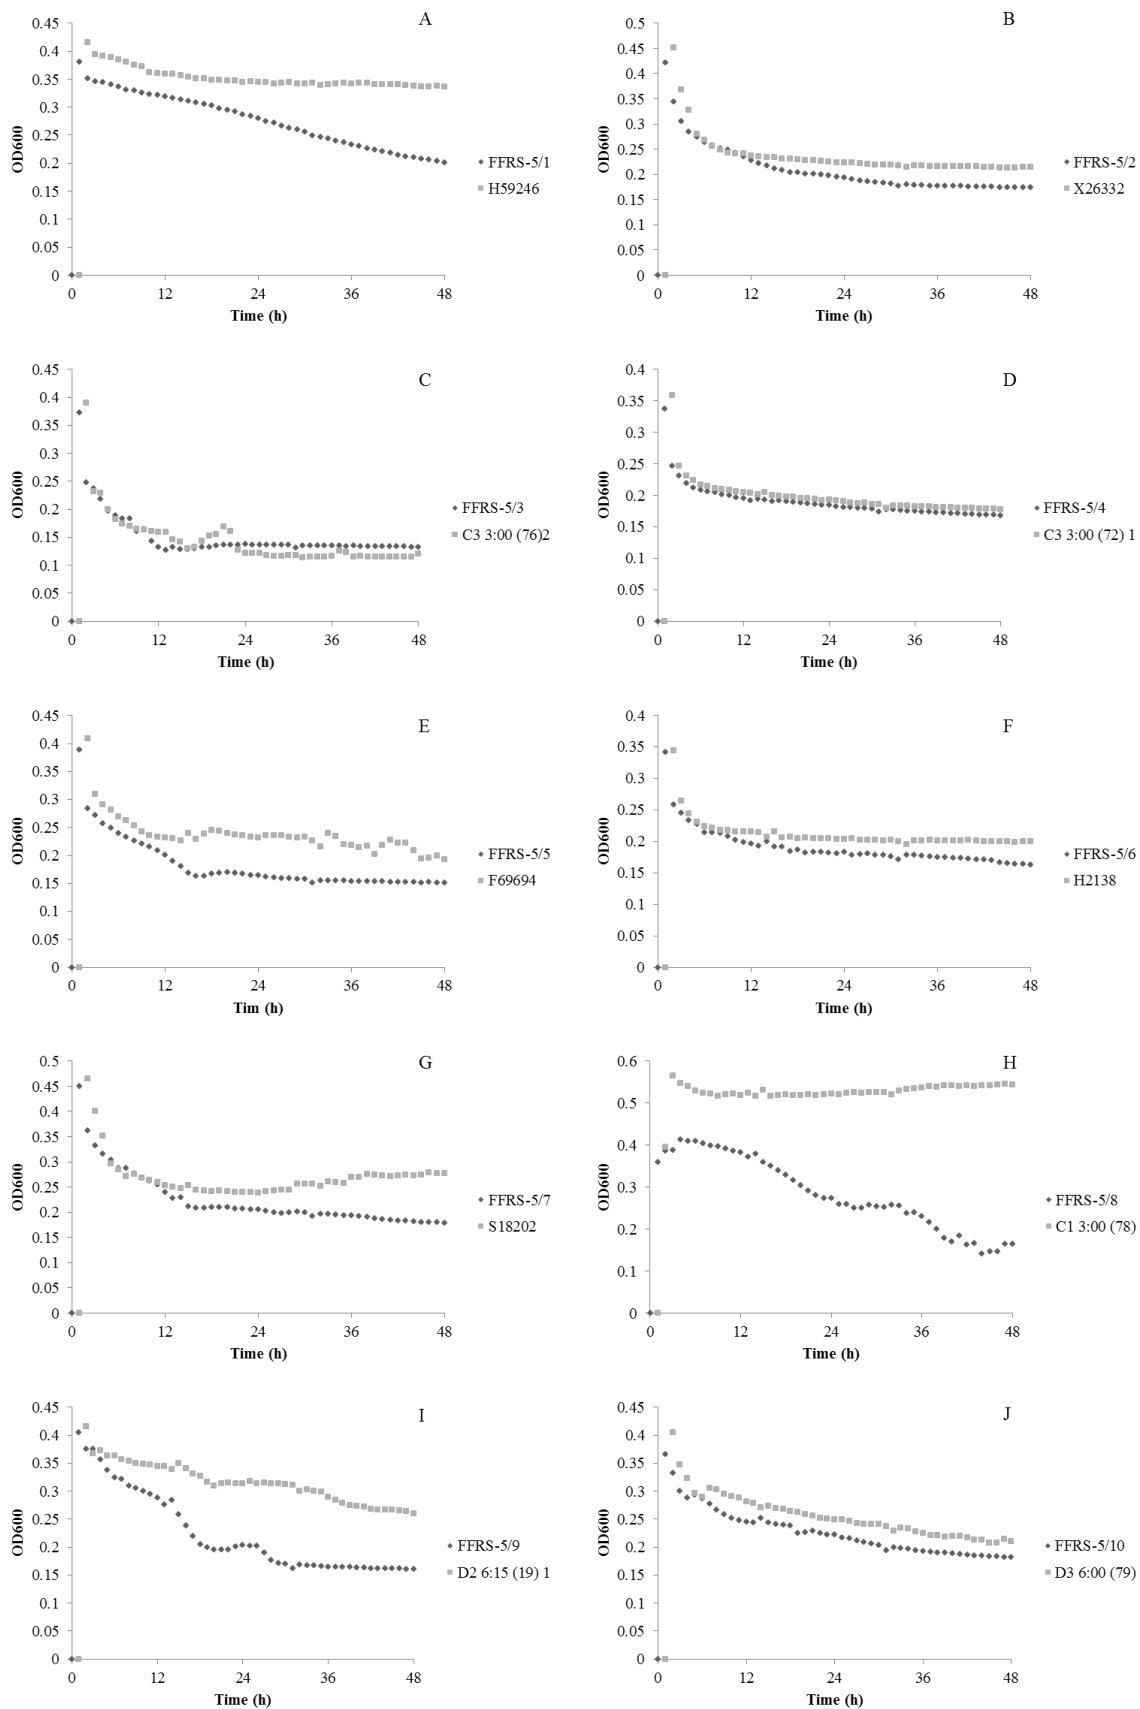 A
0.45
0.4
0.35
0.3
0.25
0.2
0.15
0.1
0.05
0
OD600
0 12 24 36 48
Time (h)
FFRS-5/1
H59246
B
0.5
0.45
0.4
0.35
0.3
0.25
0.2
0.15
0.1
0.05
0
OD600
0 12 24 36 48
Time (h)
FFRS-5/2
X26332
C
0.45
0.4
0.35
0.3
0.25
0.2
0.15
0.1
0.05
0
OD600
0 12 24 36 48
Time (h)
FFRS-5/3
C3 3:00 (76)2
D
0.4
0.35
0.3
0.25
0.2
0.15
0.1
0.05
0
OD600
0 12 24 36 48
Time (h)
FFRS-5/4
C3 3:00 (72) 1
E
0.45
0.4
0.35
0.3
0.25
0.2
0.15
0.1
0.05
0
OD600
0 12 24 36 48
Tim (h)
FFRS-5/5
F69694
F
0.4
0.35
0.3
0.25
0.2
0.15
0.1
0.05
0
OD600
0 12 24 36 48
Time (h)
FFRS-5/6
H2138
G
0.5
0.45
0.4
0.35
0.3
0.25
0.2
0.15
0.1
0.05
0
OD600
0 12 24 36 48
Time (h)
FFRS-5/7
S18202
H
0.6
0.5
0.4
0.3
0.2
0.1
0
OD600
0 12 24 36 48
Time (h)
FFRS-5/8
C1 3:00 (78)
I
0.45
0.4
0.35
0.3
0.25
0.2
0.15
0.1
0.05
0
OD600
0 12 24 36 48
Time (h)
FFRS-5/9
D2 6:15 (19) 1
J
0.45
0.4
0.35
0.3
0.25
0.2
0.15
0.1
0.05
0
OD600
0 12 24 36 48
Time (h)
FFRS-5/10
D3 6:00 (79)